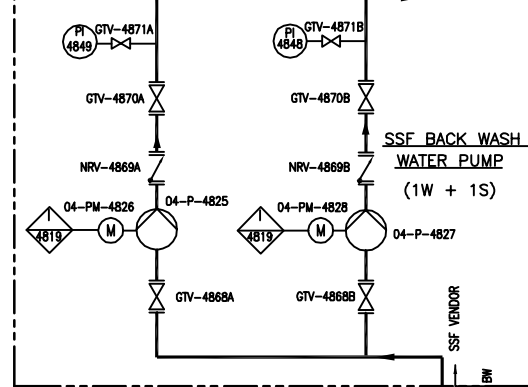 GTV-4871A
PI
4849
GTV-4871B
PI
4848
GTV-4870A
GTV-4870B
SSF BACK WASH
WATER PUMP
(1W + 1S)
NRV-4869A
NRV-4869B
04-PM-4826
04-P-4825
I
4819
M
04-PM-4828
04-P-4827
I
4819
M
GTV-4868A
GTV-4868B
SSF VENDOR
BW